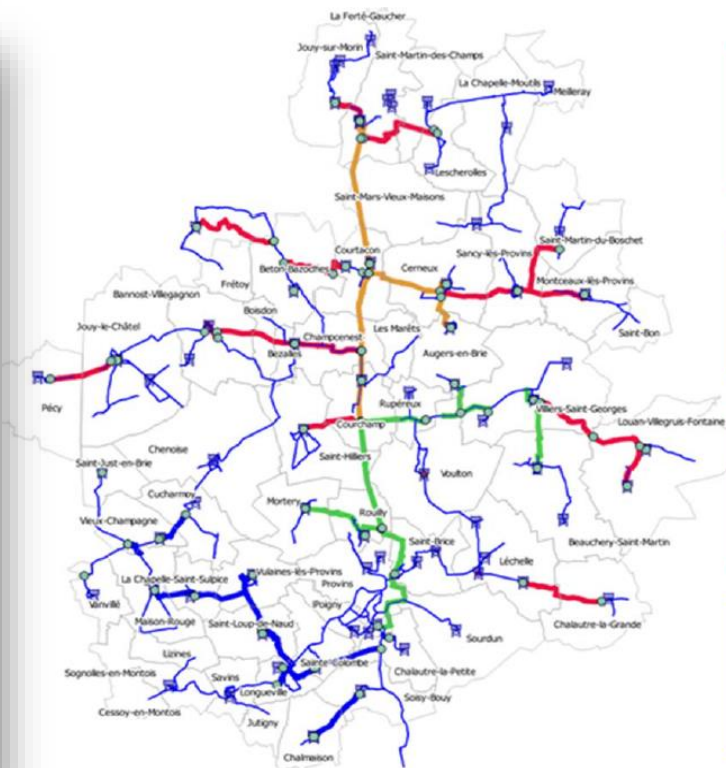 La Ferté-Gaucher
Jouy-sur-Morin
Saint-Martin-des-Champs
La Chapelle-Moutils
Meilleray
Lescherolles
Saint-Mars-Vieux-Maisons
Courtacon
Saint-Martin-du-Boschet
Sancy-lès-Provins
Cerneux
Beton-Bazoches
Montceaux-lès-Provins
Frétoy
Bannost-Villegagnon
Boisdon
Jouy-le-Châtel
Les Marêts
Saint-Bon
Champcenest
Bezalles
Augers-en-Brie
Pécy
Rupéreux
Villiers-Saint-Georges
Louan-Villegruis-Fontaine
Courchamp
Chenoise
Saint-Hilliers
Saint-Just-en-Brie
Voulton
Cucharmoy
Mortery
Rouilly
Vieux-Champagne
Saint-Brice
Beauchery-Saint-Martin
Léchelle
Vulaines-lès-Provins
La Chapelle-Saint-Sulpice
Provins
Vanvillé
Poigny
Maison-Rouge
Saint-Loup-de-Naud
Chalautre-la-Grande
Sourdun
Lizines
Sainte-Colombe
Sognolles-en-Montois
Savins
Chalautre-la-Petite
Longueville
Soisy-Bouy
Cessoy-en-Montois
Jutigny
Chalmaison